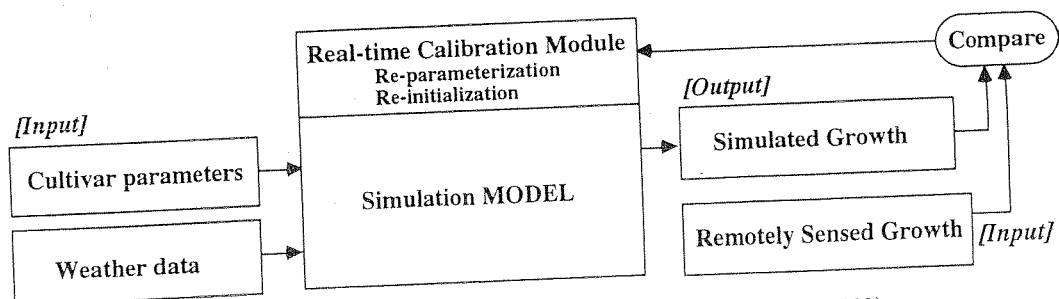 Real-time Calibration Module
Re-parameterization
Re-initialization
Compare
[Input]
[Output]
Cultivar parameters
Simulation MODEL
Simulated Growth
Weather data
Remotely Sensed Growth
[Input]